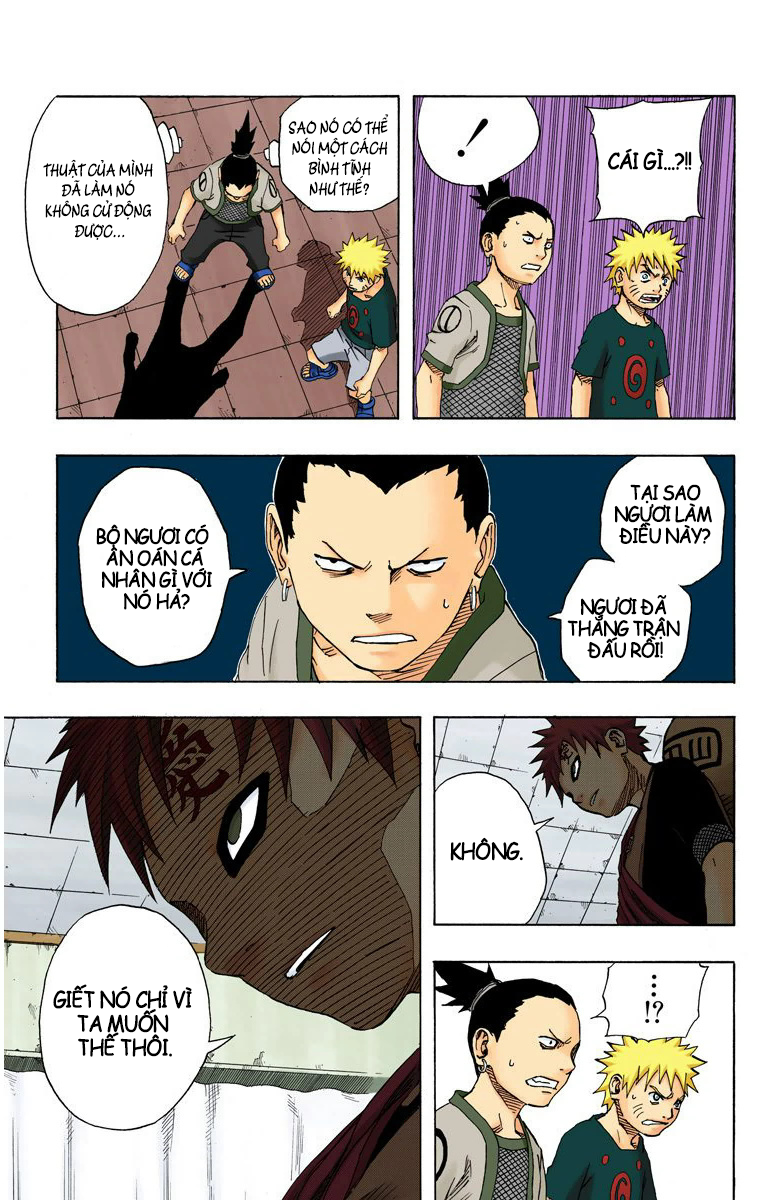 CÁI GÌ...?!!
!
SAO NÓ CÓ THỂ
NÓI MỘT CÁCH
BÌNH TĨNH
NHƯ THẾ?
THUẬT CỦA MÌNH
ĐÃ LÀM NÓ
KHÔNG CỬ ĐỘNG
ĐƯỢC...
TẠI SAO
NGƯƠI LÀM
ĐIỀU NÀY?
NGƯƠI ĐÃ
THẮNG TRẬN
ĐẤU RỒI!
BỘ NGƯƠI CÓ
ÂN OÁN CÁ
NHÂN GÌ VỚI
NÓ HẢ?
KHÔNG.
愛
GIẾT NÓ CHỈ VÌ
TA MUỐN
THẾ THÔI.
...
!?